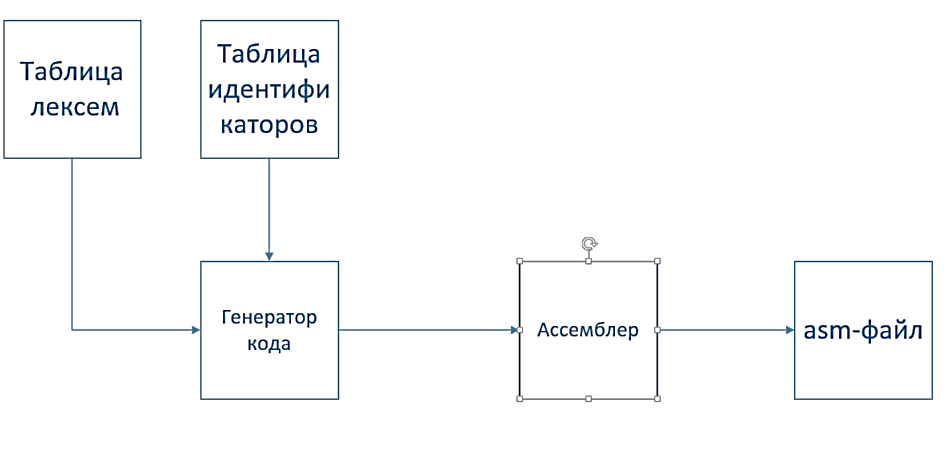 Таблица
лексем
Таблица
идентифи
каторов
Генератор
кода
Ассемблер
asm-файл